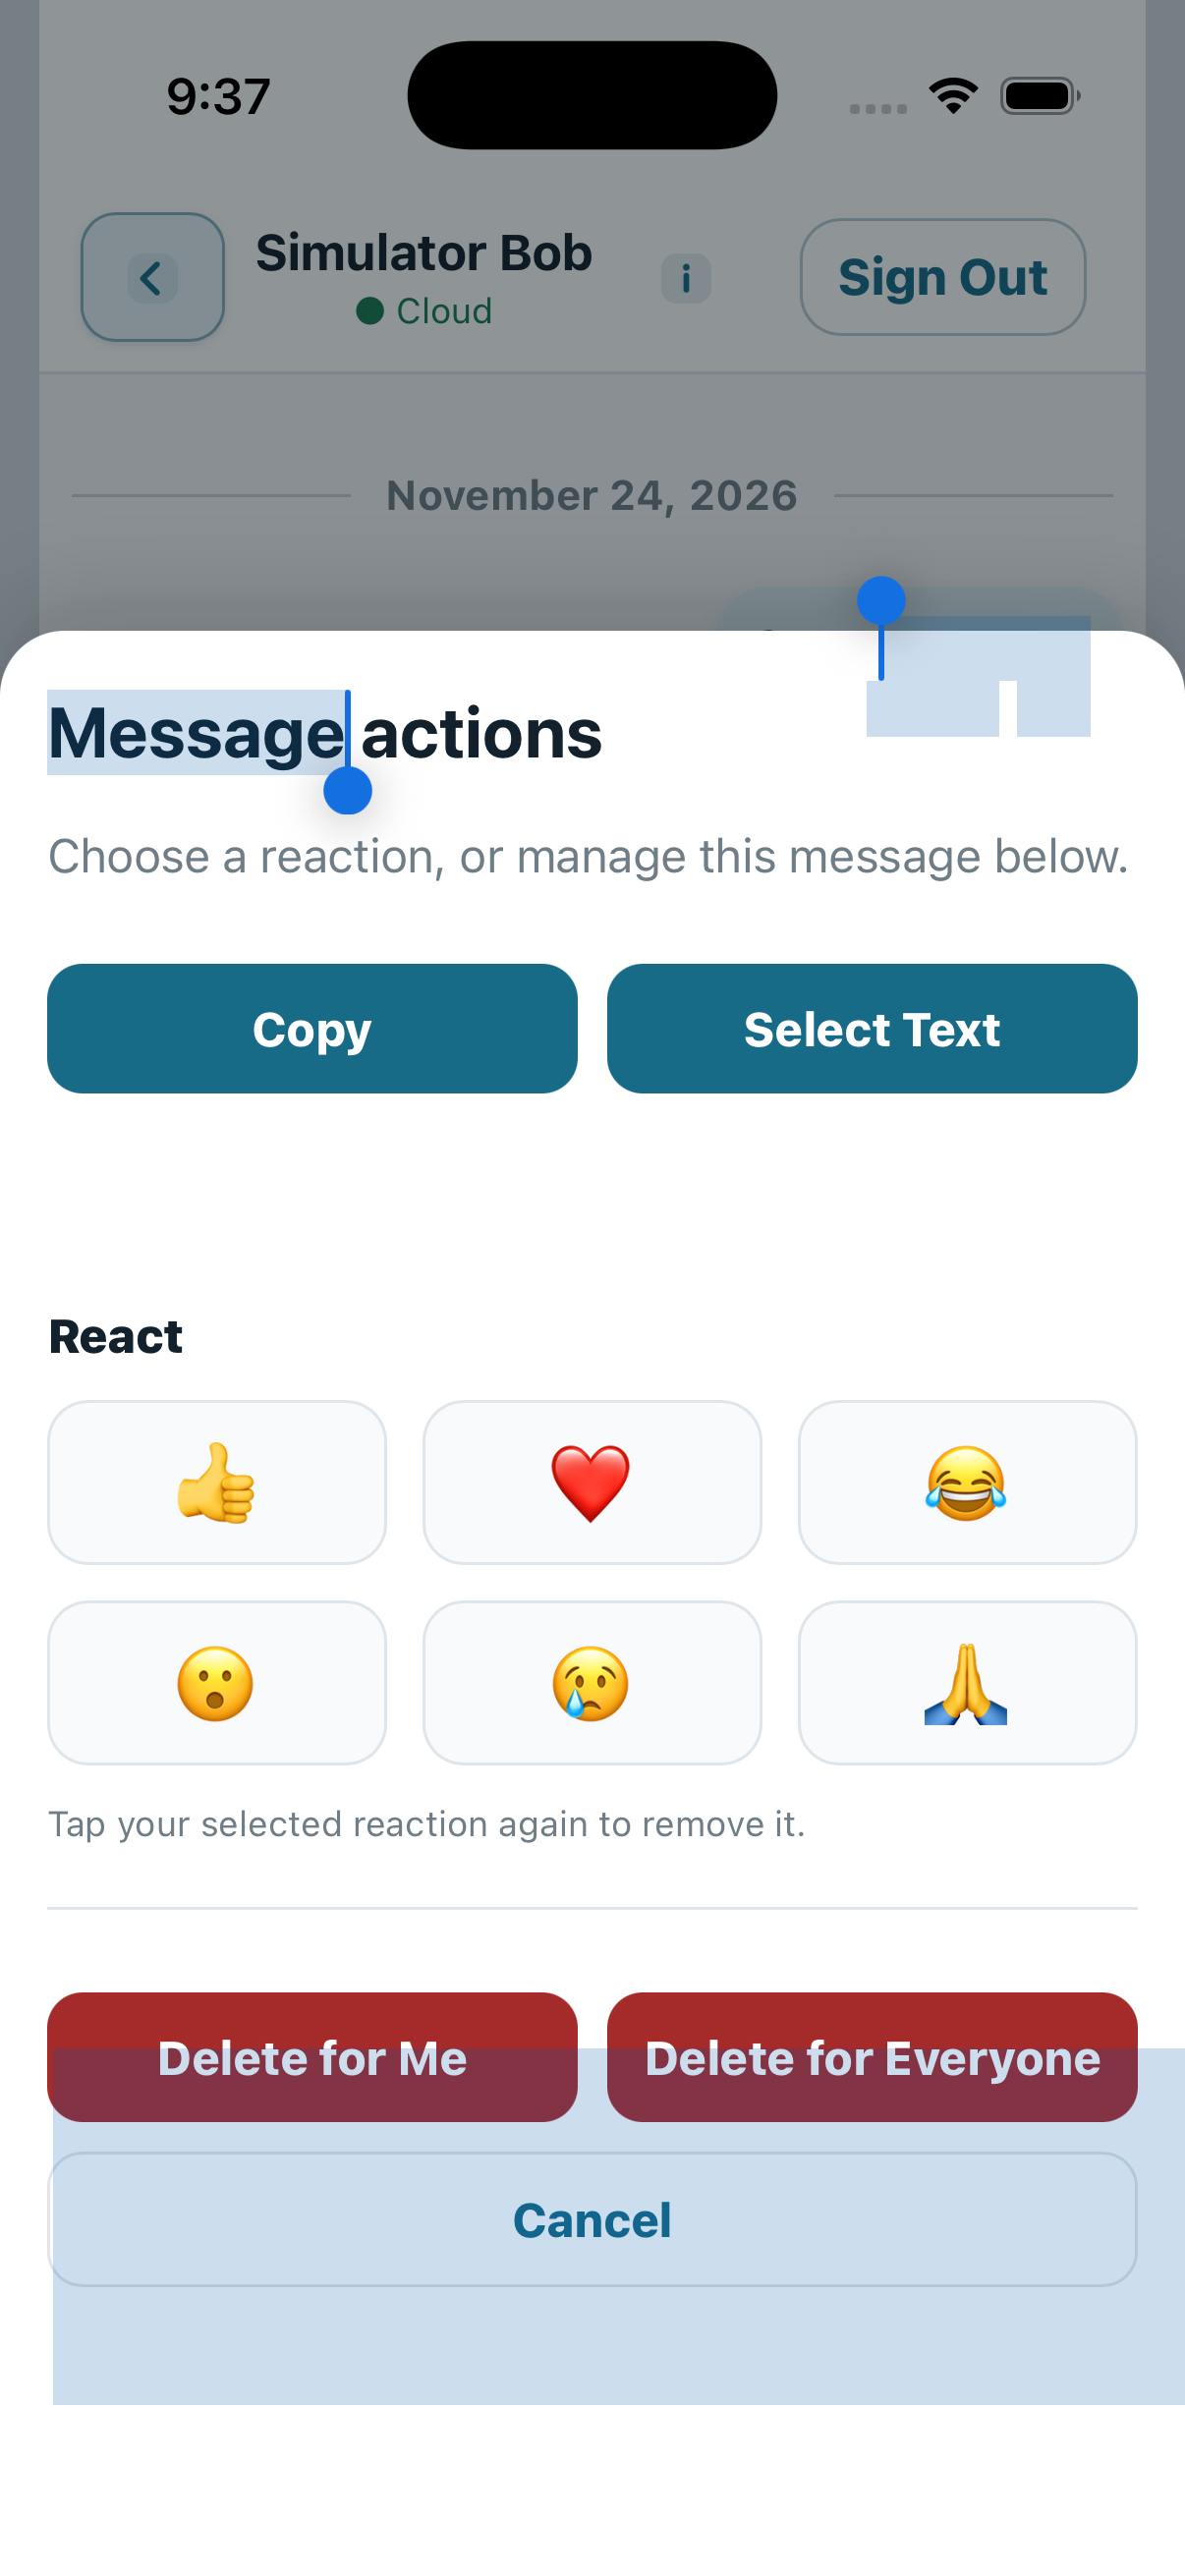 9:37
Simulator Bob
Cloud
Sign Out
November 24, 2026
Message actions
Choose a reaction, or manage this message below.
Copy
Select Text
React
Tap your selected reaction again to remove it.
Delete for Me
Delete for Everyone
Cancel